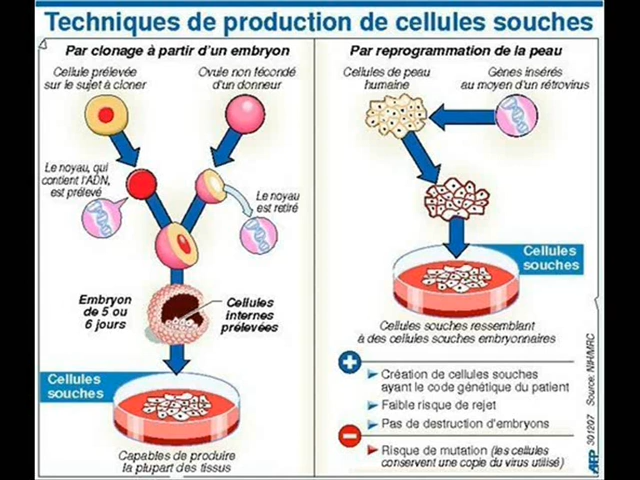 Techniques de production de cellules souches
Par clonage à partir d'un embryon
Cellule prélevée
sur le sujet à cloner
Ovule non fécondé
d'un donneur
Le noyau, qui
contient l'ADN,
est prélevé
Le noyau
est retiré
Embryon
de 5 ou
6 jours
Cellules
internes
prélevées
Cellules
souches
Capables de produire
la plupart des tissus
Par reprogrammation de la peau
Cellules de peau
humaine
Gènes insérés
au moyen d'un rétrovirus
Cellules
souches
Cellules souches ressemblant
à des cellules souches embryonnaires
+
Création de cellules souches
ayant le code génétique du patient
Faible risque de rejet
Pas de destruction d'embryons
–
Risque de mutation (les cellules
conservent une copie du virus utilisé)
AFP 301207 Source: NIH/MRC